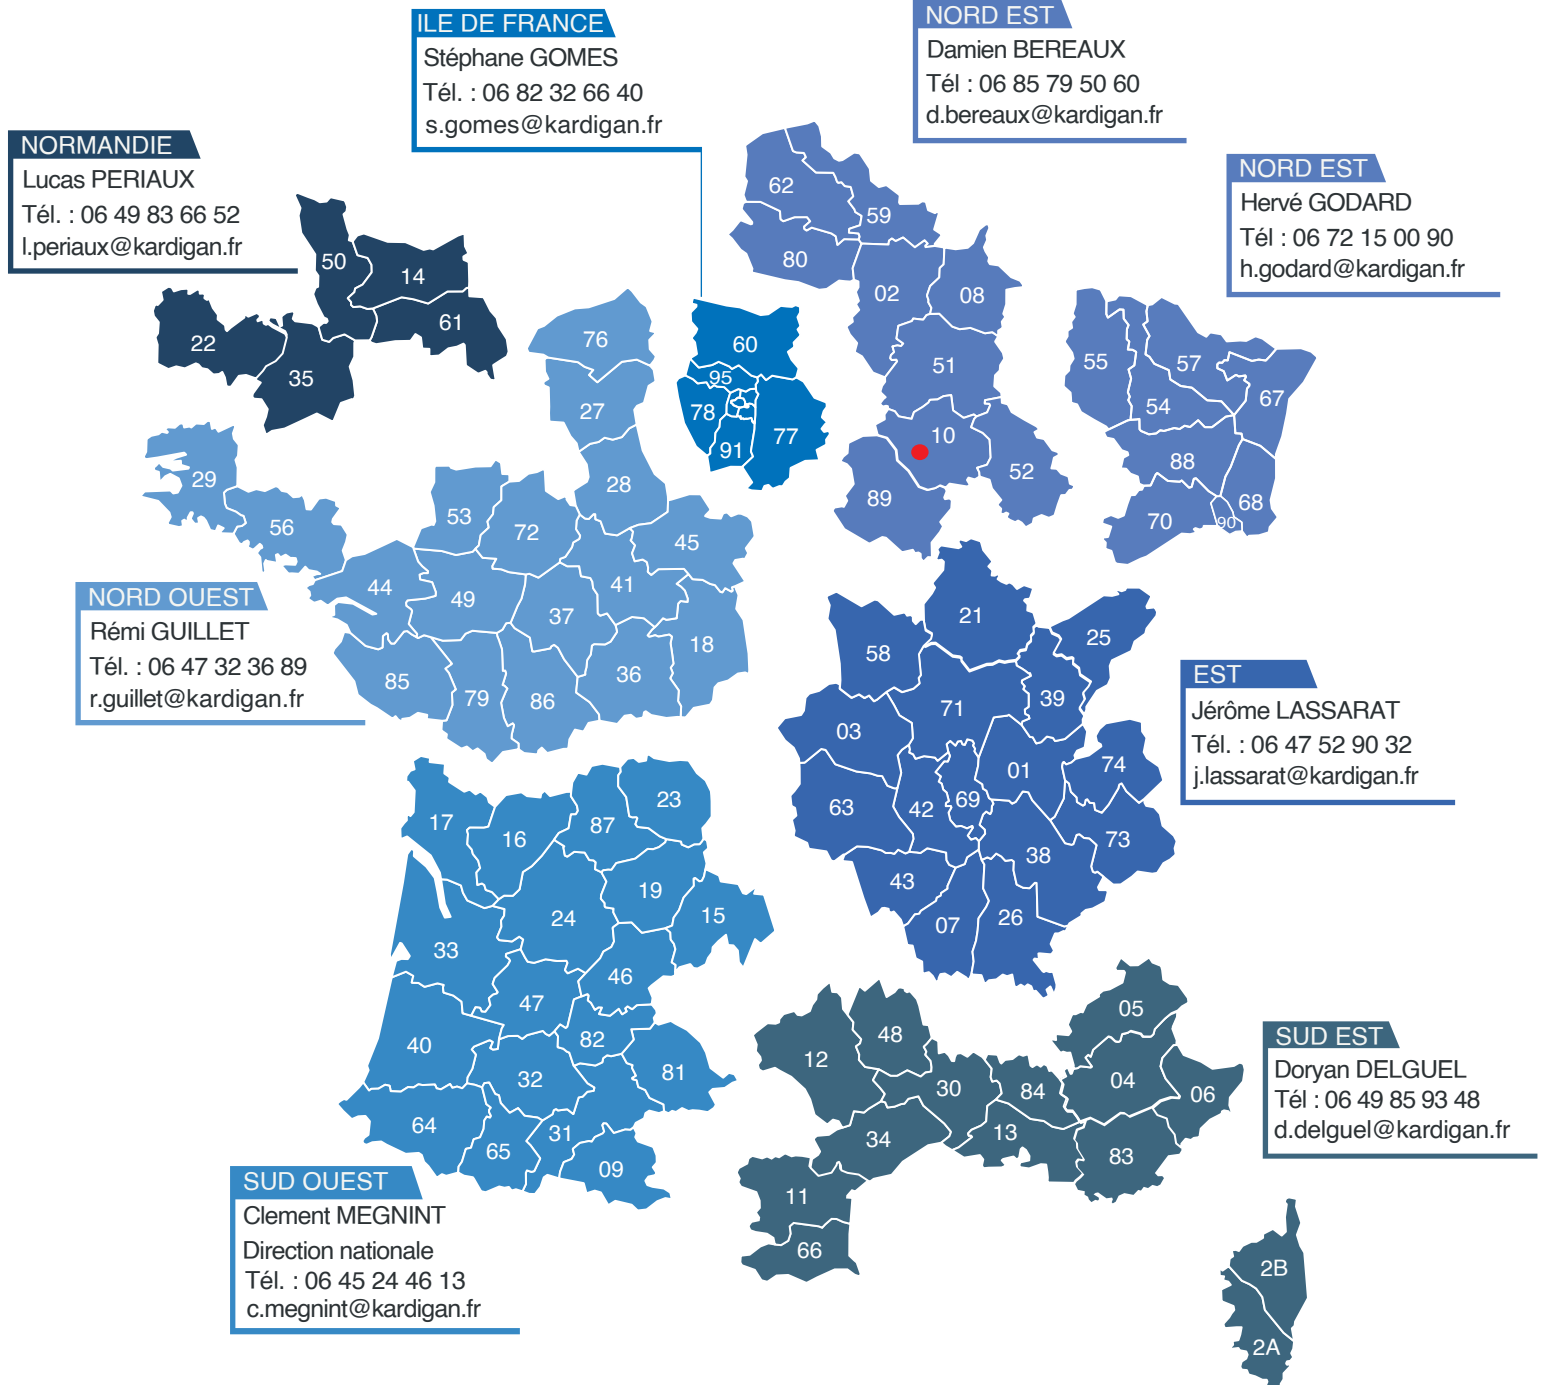 ILE DE FRANCE
Stéphane GOMES
Tél. : 06 82 32 66 40
s.gomes@kardigan.fr
NORD EST
Damien BEREAUX
Tél : 06 85 79 50 60
d.bereaux@kardigan.fr
NORMANDIE
Lucas PERIAUX
Tél. : 06 49 83 66 52
l.periaux@kardigan.fr
NORD EST
Hervé GODARD
Tél : 06 72 15 00 90
h.godard@kardigan.fr
50
14
61
22
35
62
59
80
02
08
51
10
52
89
76
27
28
60
95
78
91
77
55
57
54
67
88
68
70
90
29
56
53
72
45
44
49
37
41
18
85
79
86
36
NORD OUEST
Rémi GUILLET
Tél. : 06 47 32 36 89
r.guillet@kardigan.fr
21
25
58
71
39
03
01
74
63
42
69
38
73
43
07
26
EST
Jérôme LASSARAT
Tél. : 06 47 52 90 32
j.lassarat@kardigan.fr
17
16
87
23
19
15
24
33
46
47
40
82
32
81
64
65
31
09
SUD OUEST
Clement MEGNINT
Direction nationale
Tél. : 06 45 24 46 13
c.megnint@kardigan.fr
05
48
12
30
84
04
06
34
13
83
11
66
2B
2A
SUD EST
Doryan DELGUEL
Tél : 06 49 85 93 48
d.delguel@kardigan.fr